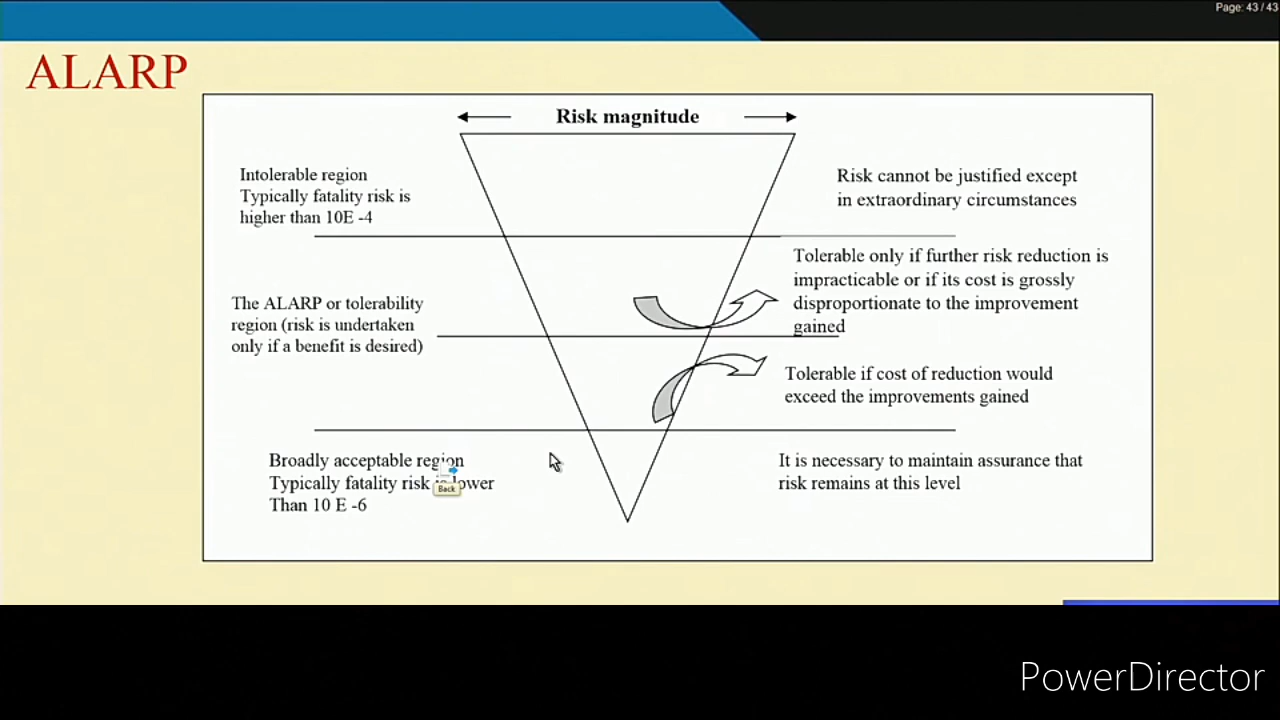 Page: 43 / 43
ALARP
Risk magnitude
Intolerable region
Typically fatality risk is
higher than 10E -4
Risk cannot be justified except
in extraordinary circumstances
Tolerable only if further risk reduction is
impracticable or if its cost is grossly
disproportionate to the improvement
gained
The ALARP or tolerability
region (risk is undertaken
only if a benefit is desired)
Tolerable if cost of reduction would
exceed the improvements gained
Broadly acceptable region
Typically fatality risk is lower
Than 10 E -6
Back
It is necessary to maintain assurance that
risk remains at this level
PowerDirector